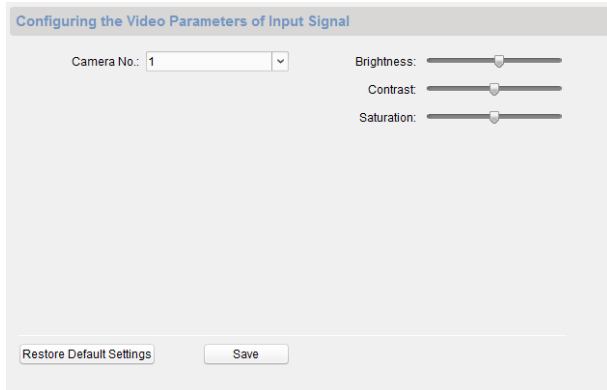 Configuring the Video Parameters of Input Signal
Camera No.: 1
Brightness:
Contrast:
Saturation:
Restore Default Settings
Save